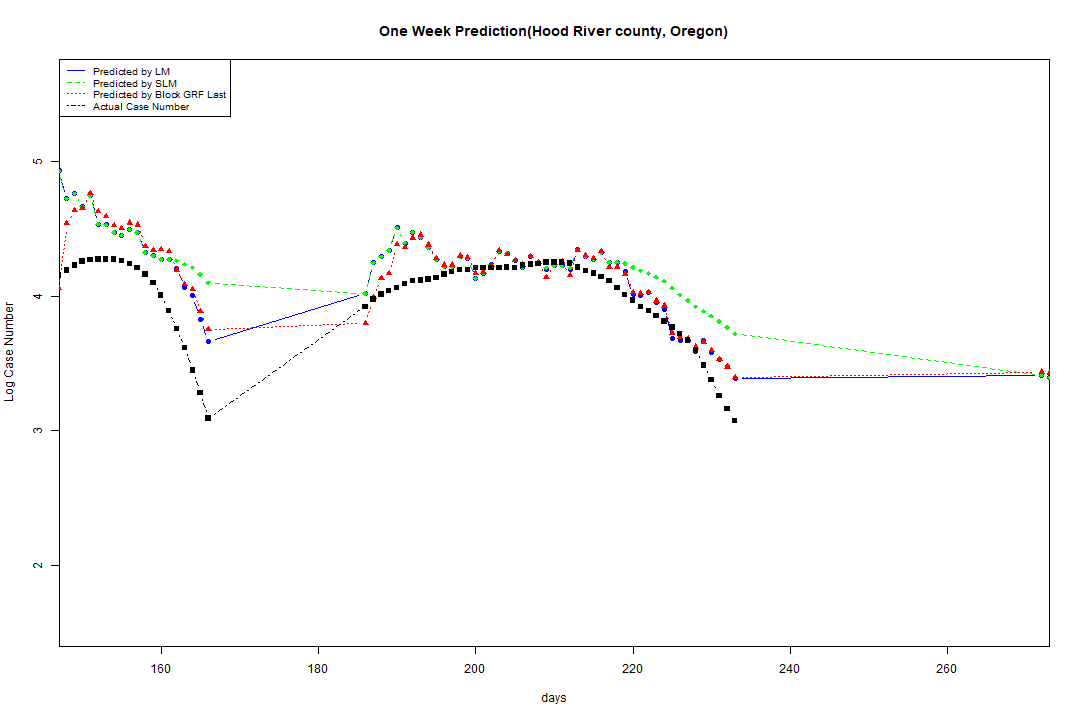 One Week Prediction(Hood River county, Oregon)
Predicted by LM
Predicted by SLM
Predicted by Block GRF Last
Actual Case Number
Log Case Number
5
4
3
2
160 180 200 220 240 260
days